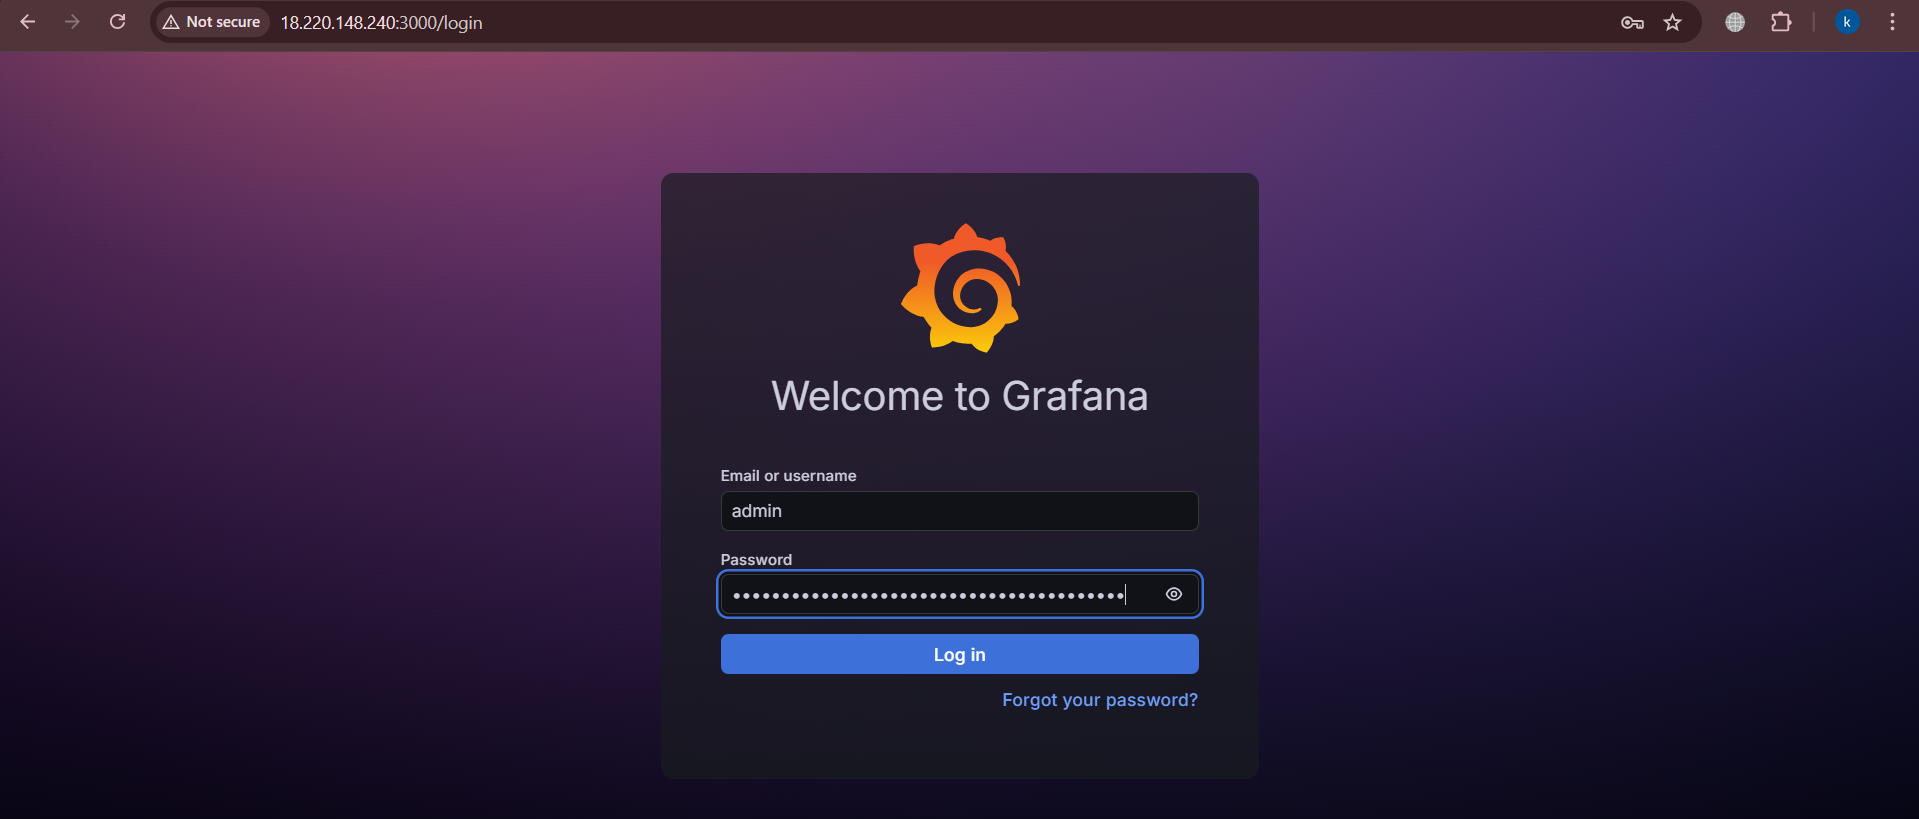 Not secure
18.220.148.240:3000/login
k
Welcome to Grafana
Email or username
admin
Password
••••••••••••••••••••••••••••••••••••••••
Log in
Forgot your password?